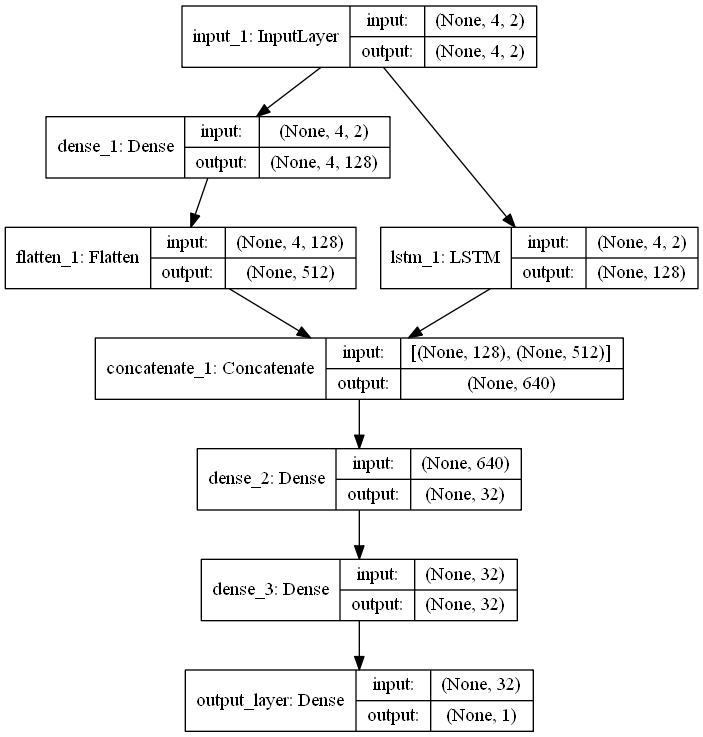 input_1: InputLayer
input:
(None, 4, 2)
output:
(None, 4, 2)
dense_1: Dense
input:
(None, 4, 2)
output:
(None, 4, 128)
flatten_1: Flatten
input:
(None, 4, 128)
output:
(None, 512)
lstm_1: LSTM
input:
(None, 4, 2)
output:
(None, 128)
concatenate_1: Concatenate
input:
[(None, 128), (None, 512)]
output:
(None, 640)
dense_2: Dense
input:
(None, 640)
output:
(None, 32)
dense_3: Dense
input:
(None, 32)
output:
(None, 32)
output_layer: Dense
input:
(None, 32)
output:
(None, 1)